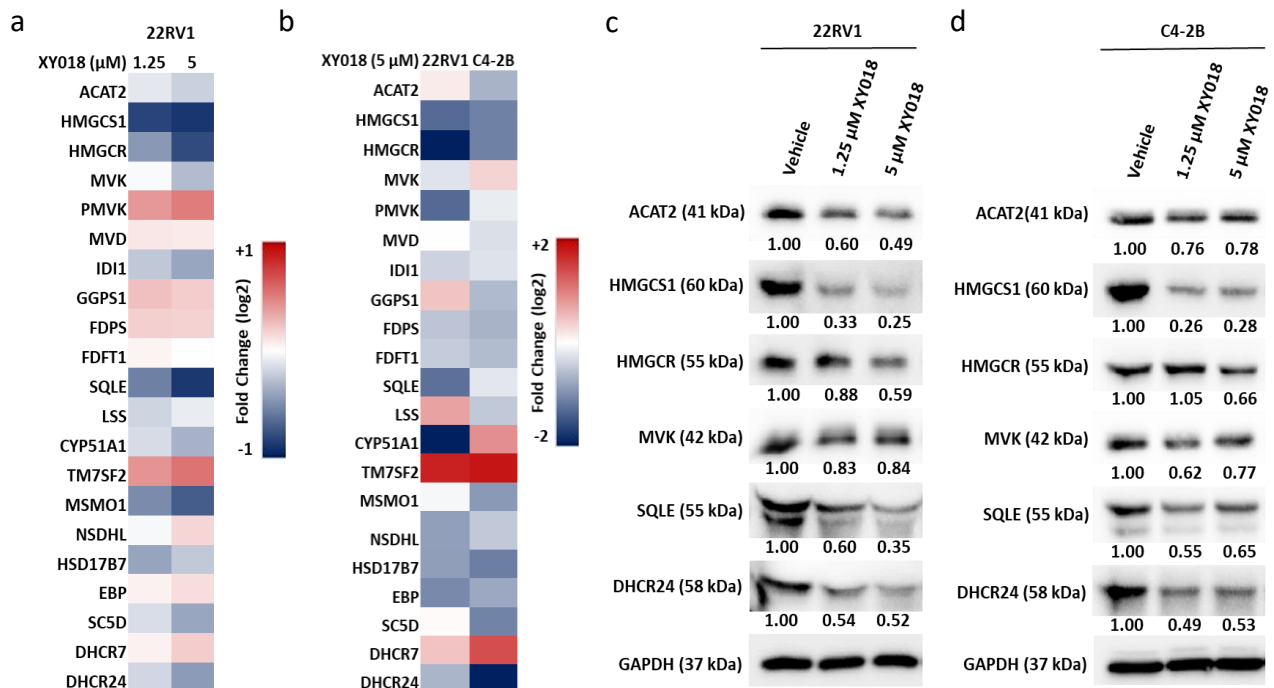 a
22RV1
XY018 (µM) 1.25 5
ACAT2
HMGCS1
HMGCR
MVK
PMVK
MVD
IDI1
GGPS1
FDPS
FDFT1
SQLE
LSS
CYP51A1
TM7SF2
MSMO1
NSDHL
HSD17B7
EBP
SC5D
DHCR7
DHCR24
+1
Fold Change (log2)
-1
b
XY018 (5 µM) 22RV1 C4-2B
ACAT2
HMGCS1
HMGCR
MVK
PMVK
MVD
IDI1
GGPS1
FDPS
FDFT1
SQLE
LSS
CYP51A1
TM7SF2
MSMO1
NSDHL
HSD17B7
EBP
SC5D
DHCR7
DHCR24
+2
Fold Change (log2)
-2
c
22RV1
Vehicle
1.25 µM XY018
5 µM XY018
ACAT2 (41 kDa)
1.00 0.60 0.49
HMGCS1 (60 kDa)
1.00 0.33 0.25
HMGCR (55 kDa)
1.00 0.88 0.59
MVK (42 kDa)
1.00 0.83 0.84
SQLE (55 kDa)
1.00 0.60 0.35
DHCR24 (58 kDa)
1.00 0.54 0.52
GAPDH (37 kDa)
d
C4-2B
Vehicle
1.25 µM XY018
5 µM XY018
ACAT2(41 kDa)
1.00 0.76 0.78
HMGCS1 (60 kDa)
1.00 0.26 0.28
HMGCR (55 kDa)
1.00 1.05 0.66
MVK (42 kDa)
1.00 0.62 0.77
SQLE (55 kDa)
1.00 0.55 0.65
DHCR24 (58 kDa)
1.00 0.49 0.53
GAPDH (37 kDa)